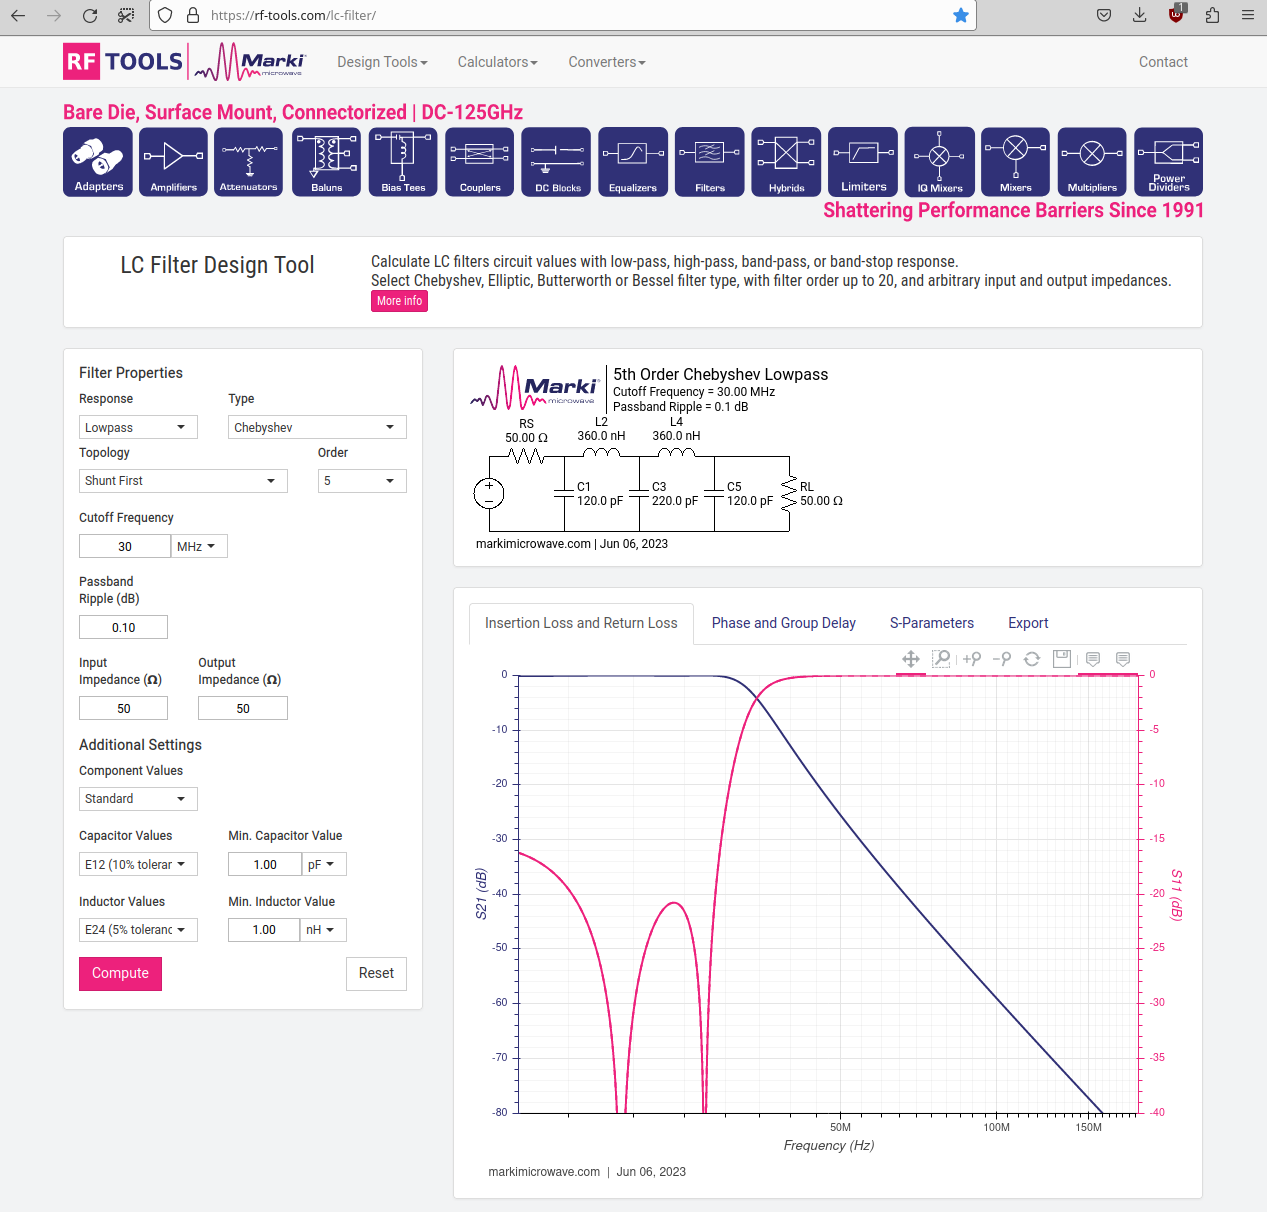 https://rf-tools.com/lc-filter/
1
RF TOOLS Marki microwave
Design Tools Calculators Converters Contact
Bare Die, Surface Mount, Connectorized | DC-125GHz
Adapters Amplifiers Attenuators Baluns Bias Tees Couplers DC Blocks Equalizers Filters Hybrids Limiters IQ Mixers Mixers Multipliers Power Dividers
Shattering Performance Barriers Since 1991
LC Filter Design Tool
Calculate LC filters circuit values with low-pass, high-pass, band-pass, or band-stop response.
Select Chebyshev, Elliptic, Butterworth or Bessel filter type, with filter order up to 20, and arbitrary input and output impedances.
More info
Filter Properties
Response Type
Lowpass Chebyshev
Topology Order
Shunt First 5
Cutoff Frequency
30 MHz
Passband
Ripple (dB)
0.10
Input Output
Impedance (Ω) Impedance (Ω)
50 50
Additional Settings
Component Values
Standard
Capacitor Values Min. Capacitor Value
E12 (10% tolerar 1.00 pF
Inductor Values Min. Inductor Value
E24 (5% toleranc 1.00 nH
Compute Reset
Marki microwave
5th Order Chebyshev Lowpass
Cutoff Frequency = 30.00 MHz
Passband Ripple = 0.1 dB
RS L2 L4
50.00 Ω 360.0 nH 360.0 nH
C1 C3 C5 RL
120.0 pF 220.0 pF 120.0 pF 50.00 Ω
markimicrowave.com | Jun 06, 2023
Insertion Loss and Return Loss Phase and Group Delay S-Parameters Export
0 0
-10 -5
-20 -10
-30 -15
-40 -20
-50 -25
-60 -30
-70 -35
-80 -40
S21 (dB)
S11 (dB)
50M 100M 150M
Frequency (Hz)
markimicrowave.com | Jun 06, 2023